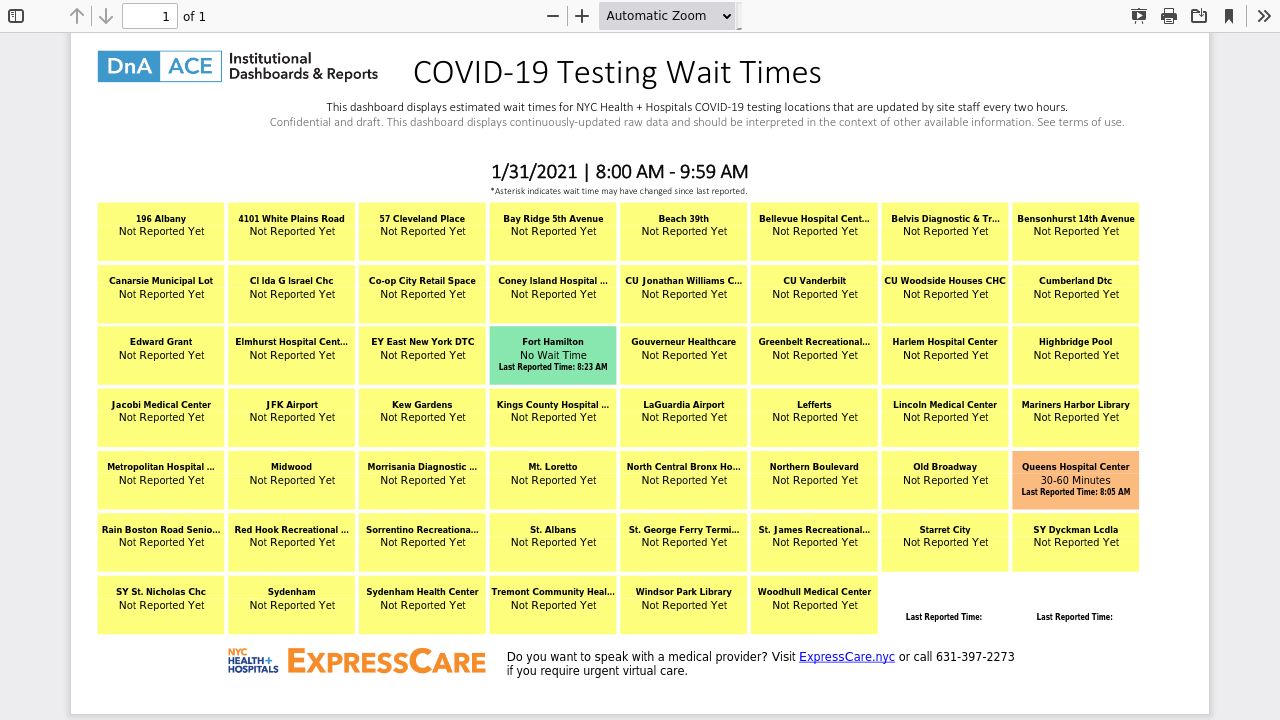 1 of 1 Automatic Zoom
DnA ACE Institutional
Dashboards & Reports
COVID-19 Testing Wait Times
This dashboard displays estimated wait times for NYC Health + Hospitals COVID-19 testing locations that are updated by site staff every two hours.
Confidential and draft. This dashboard displays continuously-updated raw data and should be interpreted in the context of other available information. See terms of use.
1/31/2021 | 8:00 AM - 9:59 AM
*Asterisk indicates wait time may have changed since last reported.
196 Albany
Not Reported Yet
4101 White Plains Road
Not Reported Yet
57 Cleveland Place
Not Reported Yet
Bay Ridge 5th Avenue
Not Reported Yet
Beach 39th
Not Reported Yet
Bellevue Hospital Cent...
Not Reported Yet
Belvis Diagnostic & Tr...
Not Reported Yet
Bensonhurst 14th Avenue
Not Reported Yet
Canarsie Municipal Lot
Not Reported Yet
CI Ida G Israel Chc
Not Reported Yet
Co-op City Retail Space
Not Reported Yet
Coney Island Hospital ...
Not Reported Yet
CU Jonathan Williams C...
Not Reported Yet
CU Vanderbilt
Not Reported Yet
CU Woodside Houses CHC
Not Reported Yet
Cumberland Dtc
Not Reported Yet
Edward Grant
Not Reported Yet
Elmhurst Hospital Cent...
Not Reported Yet
EY East New York DTC
Not Reported Yet
Fort Hamilton
No Wait Time
Last Reported Time: 8:23 AM
Gouverneur Healthcare
Not Reported Yet
Greenbelt Recreational...
Not Reported Yet
Harlem Hospital Center
Not Reported Yet
Highbridge Pool
Not Reported Yet
Jacobi Medical Center
Not Reported Yet
JFK Airport
Not Reported Yet
Kew Gardens
Not Reported Yet
Kings County Hospital ...
Not Reported Yet
LaGuardia Airport
Not Reported Yet
Lefferts
Not Reported Yet
Lincoln Medical Center
Not Reported Yet
Mariners Harbor Library
Not Reported Yet
Metropolitan Hospital ...
Not Reported Yet
Midwood
Not Reported Yet
Morrisania Diagnostic ...
Not Reported Yet
Mt. Loretto
Not Reported Yet
North Central Bronx Ho...
Not Reported Yet
Northern Boulevard
Not Reported Yet
Old Broadway
Not Reported Yet
Queens Hospital Center
30-60 Minutes
Last Reported Time: 8:05 AM
Rain Boston Road Senio...
Not Reported Yet
Red Hook Recreational ...
Not Reported Yet
Sorrentino Recreationa...
Not Reported Yet
St. Albans
Not Reported Yet
St. George Ferry Termi...
Not Reported Yet
St. James Recreational...
Not Reported Yet
Starret City
Not Reported Yet
SY Dyckman Lcdla
Not Reported Yet
SY St. Nicholas Chc
Not Reported Yet
Sydenham
Not Reported Yet
Sydenham Health Center
Not Reported Yet
Tremont Community Heal...
Not Reported Yet
Windsor Park Library
Not Reported Yet
Woodhull Medical Center
Not Reported Yet
Last Reported Time:
Last Reported Time:
NYC
HEALTH+
HOSPITALS
EXPRESSCARE
Do you want to speak with a medical provider? Visit ExpressCare.nyc or call 631-397-2273
if you require urgent virtual care.